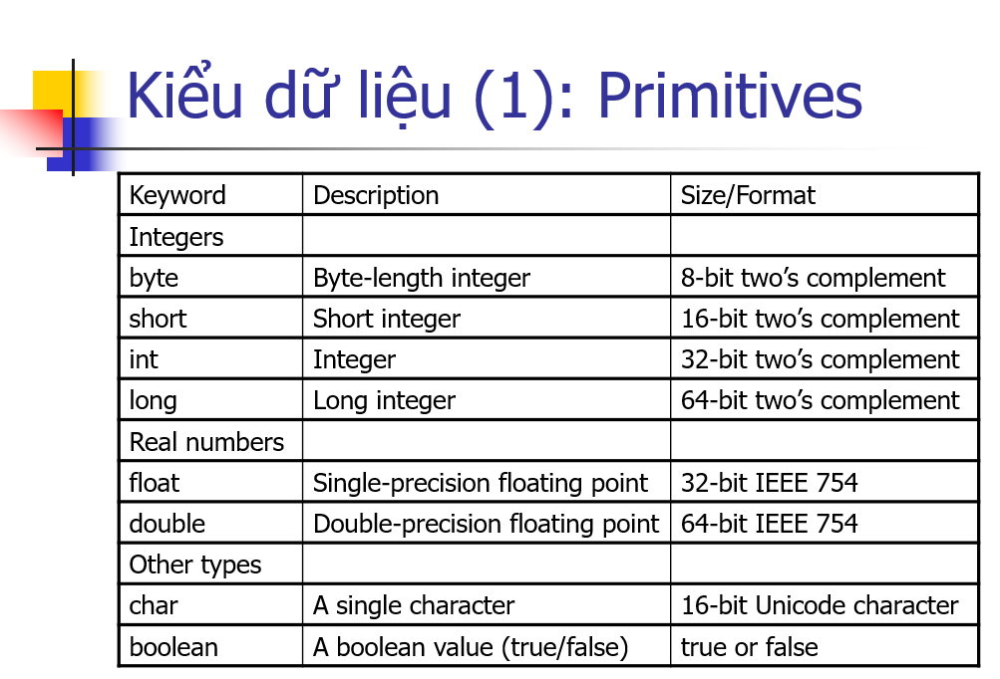 Kiểu dữ liệu (1): Primitives
Keyword Description Size/Format
Integers
byte Byte-length integer 8-bit two’s complement
short Short integer 16-bit two’s complement
int Integer 32-bit two’s complement
long Long integer 64-bit two’s complement
Real numbers
float Single-precision floating point 32-bit IEEE 754
double Double-precision floating point 64-bit IEEE 754
Other types
char A single character 16-bit Unicode character
boolean A boolean value (true/false) true or false